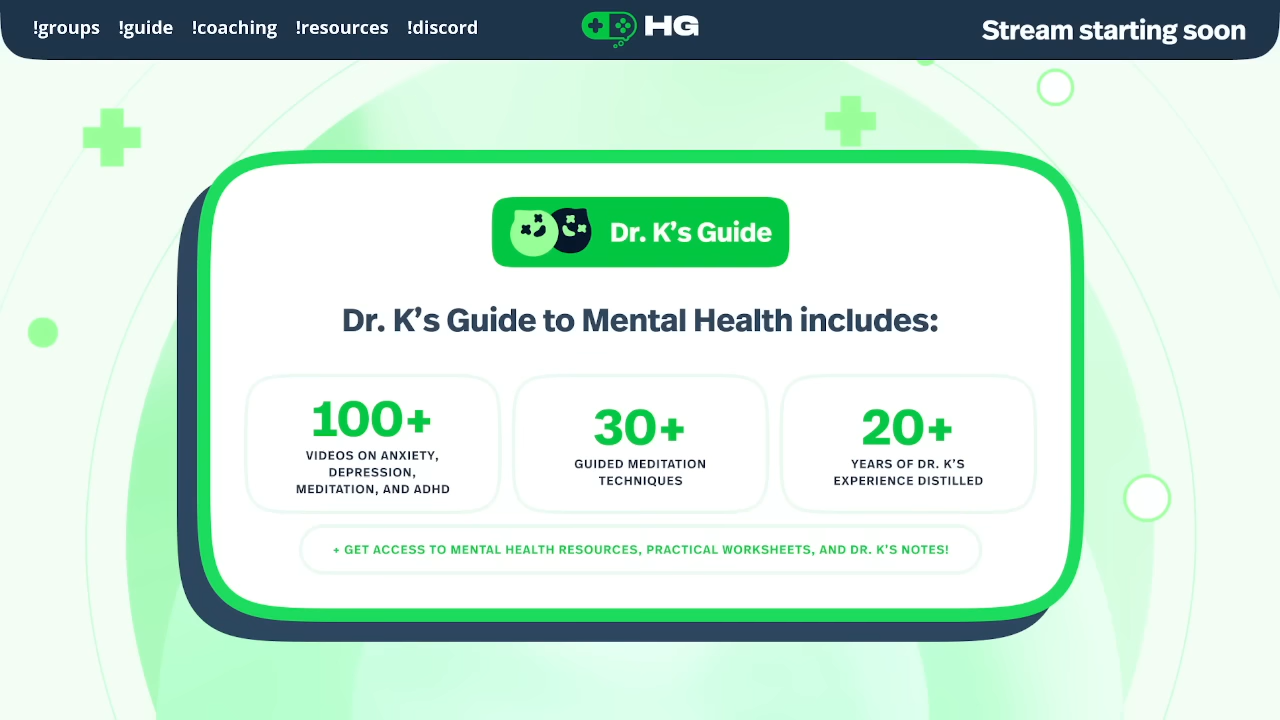 !groups !guide !coaching !resources !discord
HG
Stream starting soon
Dr. K's Guide
Dr. K's Guide to Mental Health includes:
100+
VIDEOS ON ANXIETY,
DEPRESSION,
MEDITATION, AND ADHD
30+
GUIDED MEDITATION
TECHNIQUES
20+
YEARS OF DR. K'S
EXPERIENCE DISTILLED
+ GET ACCESS TO MENTAL HEALTH RESOURCES, PRACTICAL WORKSHEETS, AND DR. K'S NOTES!